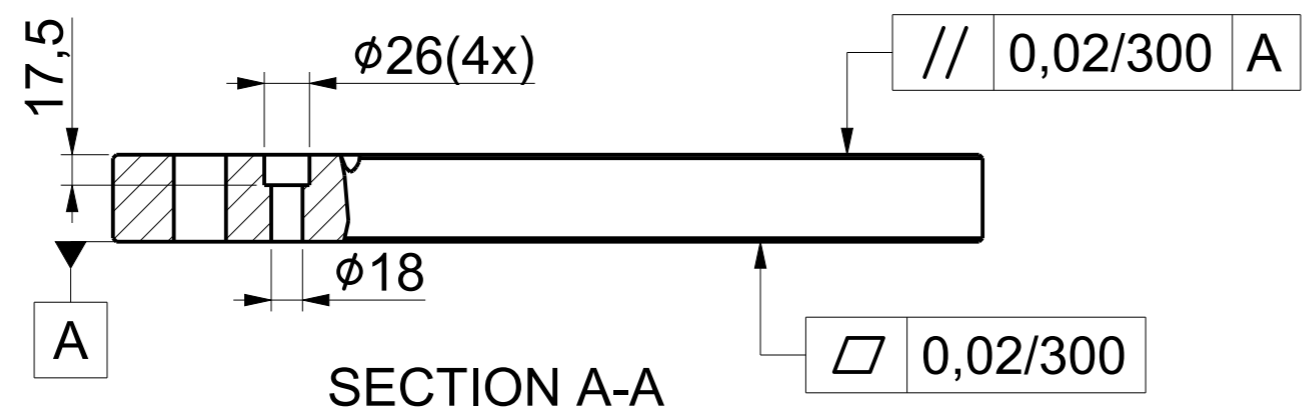 17,5
ϕ26(4x)
// 0,02/300 A
ϕ18
A
⏥ 0,02/300
SECTION A-A